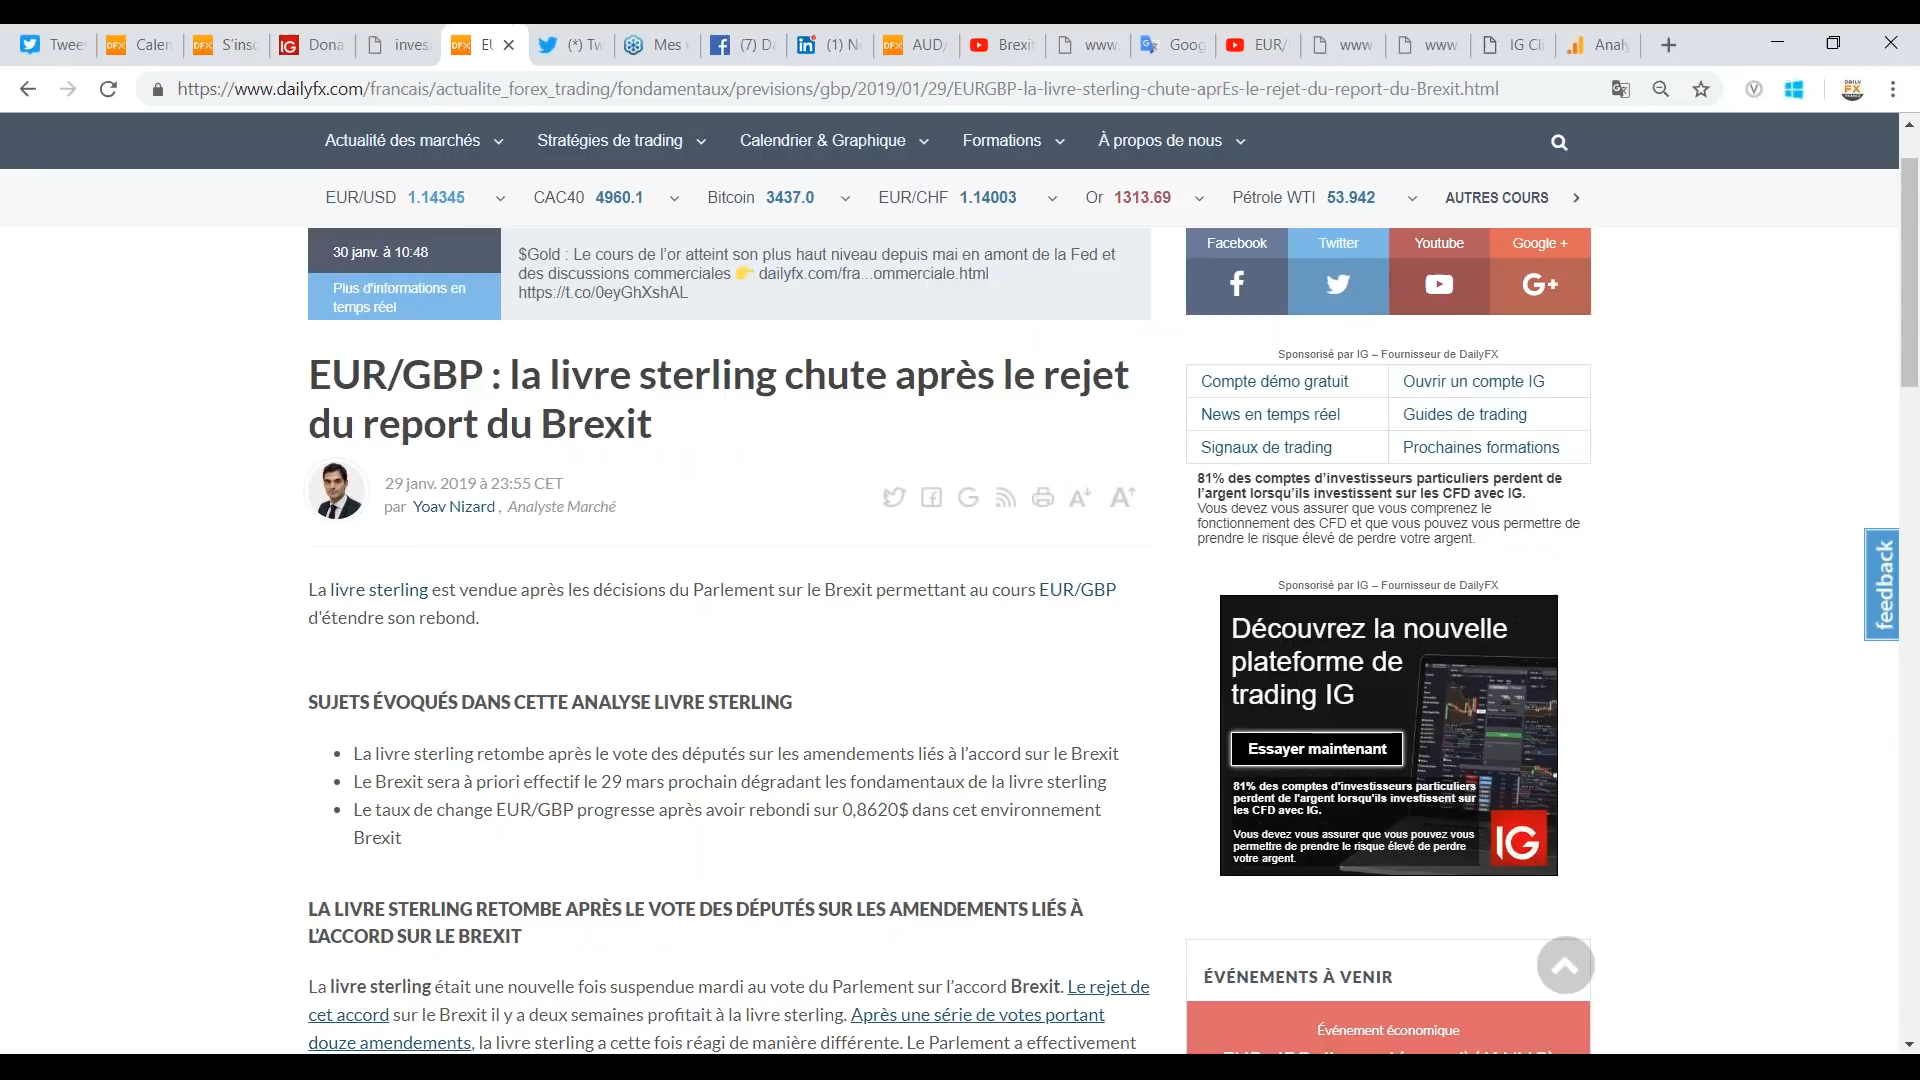 Twee
DFX Calen
DFX S'insc
IG Dona
inves
DFX EU
(*) Tw
Mes
(7) Da
(1) N
DFX AUD/
Brexi
www.
Goog
EUR/
www
www
IG Cli
Analy
https://www.dailyfx.com/francais/actualite_forex_trading/fondamentaux/previsions/gbp/2019/01/29/EURGBP-la-livre-sterling-chute-aprEs-le-rejet-du-report-du-Brexit.html
Actualité des marchés
Stratégies de trading
Calendrier & Graphique
Formations
À propos de nous
EUR/USD 1.14345
CAC40 4960.1
Bitcoin 3437.0
EUR/CHF 1.14003
Or 1313.69
Pétrole WTI 53.942
AUTRES COURS
30 janv. à 10:48
Plus d'informations en
temps réel
$Gold : Le cours de l'or atteint son plus haut niveau depuis mai en amont de la Fed et
des discussions commerciales 👉 dailyfx.com/fra...ommerciale.html
https://t.co/0eyGhXshAL
Facebook
Twitter
Youtube
Google +
EUR/GBP : la livre sterling chute après le rejet
du report du Brexit
29 janv. 2019 à 23:55 CET
par Yoav Nizard , Analyste Marché
Sponsorisé par IG – Fournisseur de DailyFX
Compte démo gratuit
Ouvrir un compte IG
News en temps réel
Guides de trading
Signaux de trading
Prochaines formations
81% des comptes d'investisseurs particuliers perdent de
l'argent lorsqu'ils investissent sur les CFD avec IG.
Vous devez vous assurer que vous comprenez le
fonctionnement des CFD et que vous pouvez vous permettre de
prendre le risque élevé de perdre votre argent.
feedback
La livre sterling est vendue après les décisions du Parlement sur le Brexit permettant au cours EUR/GBP
d'étendre son rebond.
Sponsorisé par IG – Fournisseur de DailyFX
Découvrez la nouvelle
plateforme de
trading IG
Essayer maintenant
81% des comptes d'investisseurs particuliers
perdent de l'argent lorsqu'ils investissent sur
les CFD avec IG.
Vous devez vous assurer que vous pouvez vous
permettre de prendre le risque élevé de perdre
votre argent.
IG
SUJETS ÉVOQUÉS DANS CETTE ANALYSE LIVRE STERLING
La livre sterling retombe après le vote des députés sur les amendements liés à l'accord sur le Brexit
Le Brexit sera à priori effectif le 29 mars prochain dégradant les fondamentaux de la livre sterling
Le taux de change EUR/GBP progresse après avoir rebondi sur 0,8620$ dans cet environnement
Brexit
LA LIVRE STERLING RETOMBE APRÈS LE VOTE DES DÉPUTÉS SUR LES AMENDEMENTS LIÉS À
L'ACCORD SUR LE BREXIT
La livre sterling était une nouvelle fois suspendue mardi au vote du Parlement sur l'accord Brexit. Le rejet de
cet accord sur le Brexit il y a deux semaines profitait à la livre sterling. Après une série de votes portant
douze amendements, la livre sterling a cette fois réagi de manière différente. Le Parlement a effectivement
ÉVÉNEMENTS À VENIR
Événement économique